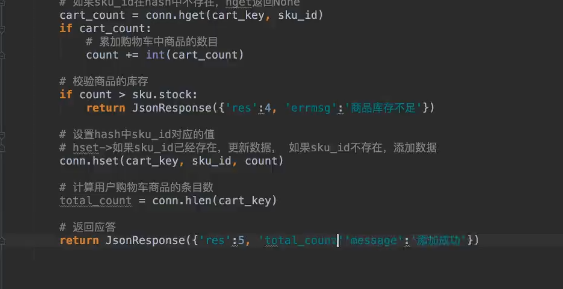 # 如果sku_id在hash中不存在，hget返回None
cart_count = conn.hget(cart_key, sku_id)
if cart_count:
# 累加购物车中商品的数目
count += int(cart_count)
# 校验商品的库存
if count > sku.stock:
return JsonResponse({'res':4, 'errmsg':'商品库存不足'})
# 设置hash中sku_id对应的值
# hset->如果sku_id已经存在，更新数据， 如果sku_id不存在，添加数据
conn.hset(cart_key, sku_id, count)
# 计算用户购物车商品的条目数
total_count = conn.hlen(cart_key)
# 返回应答
return JsonResponse({'res':5, 'total_count''message':'添加成功'})